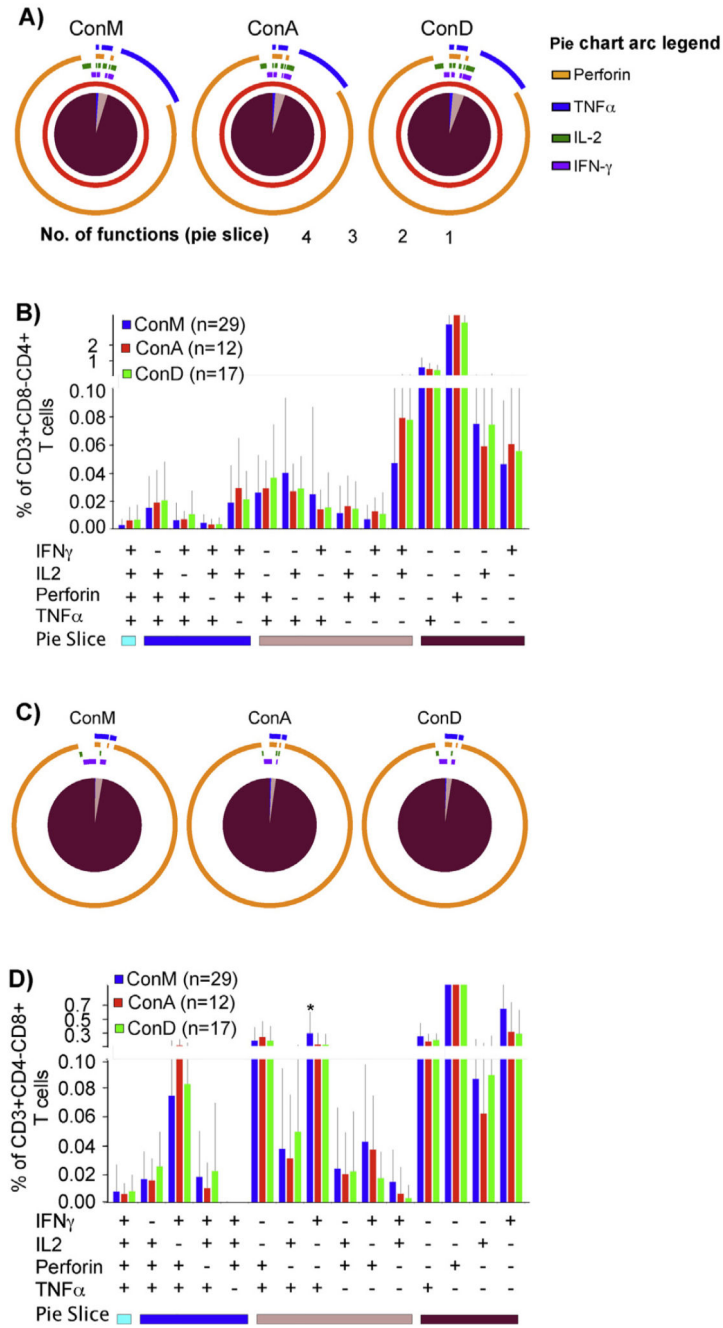 A)
ConM ConA ConD
Pie chart arc legend
Perforin
TNFα
IL-2
IFN-γ
No. of functions (pie slice) 4 3 2 1
B)
ConM (n=29)
ConA (n=12)
ConD (n=17)
% of CD3+CD8-CD4+
T cells
2
1
0.10
0.08
0.06
0.04
0.02
0.00
IFNγ + - + + + - - + - + + - - - +
IL2 + + - + + - + - + - + - - + -
Perforin + + + - + + - - + + - - + - -
TNFα + + + + - + + + - - - + - - -
Pie Slice
C)
ConM ConA ConD
D)
ConM (n=29)
ConA (n=12)
ConD (n=17)
*
% of CD3+CD4-CD8+
T cells
0.7
0.5
0.3
0.10
0.08
0.06
0.04
0.02
0.00
IFNγ + - + + + - - + - + + - - - +
IL2 + + - + + - + - + - + - - + -
Perforin + + + - + + - - + + - - + - -
TNFα + + + + - + + + - - - + - - -
Pie Slice